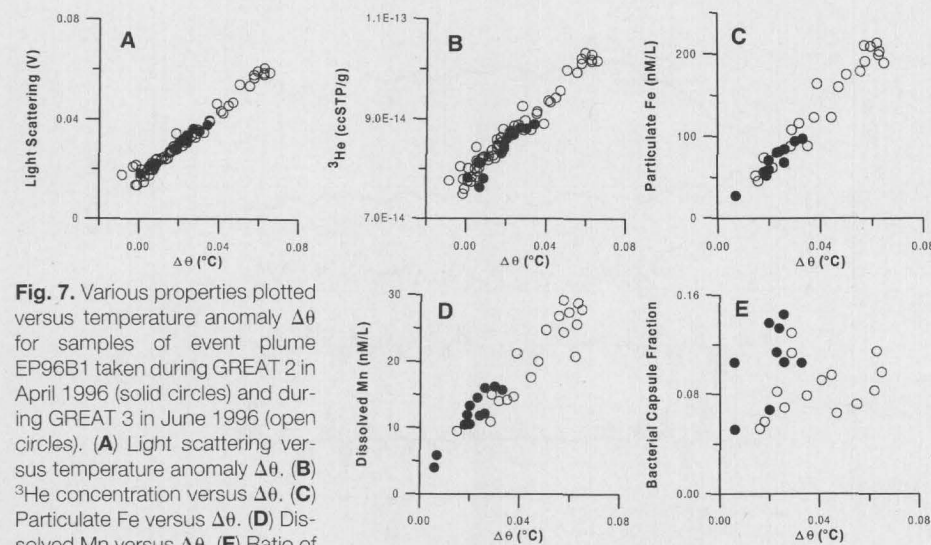 0.08
A
0.04
0
Light Scattering (V)
0.00
0.04
0.08
Δθ (°C)
1.1E-13
B
9.0E-14
7.0E-14
³He (ccSTP/g)
0.00
0.04
0.08
Δθ (°C)
C
200
100
0
Particulate Fe (nM/L)
0.00
0.04
0.08
Δθ (°C)
Fig. 7. Various properties plotted
versus temperature anomaly Δθ
for samples of event plume
EP96B1 taken during GREAT 2 in
April 1996 (solid circles) and dur-
ing GREAT 3 in June 1996 (open
circles). (A) Light scattering ver-
sus temperature anomaly Δθ. (B)
³He concentration versus Δθ. (C)
Particulate Fe versus Δθ. (D) Dis-
solved Mn versus Δθ. (E) Ratio of
30
D
20
10
0
Dissolved Mn (nM/L)
0.00
0.04
0.08
Δθ (°C)
0.16
E
0.08
0.00
Bacterial Capsule Fraction
0.00
0.04
0.08
Δθ (°C)